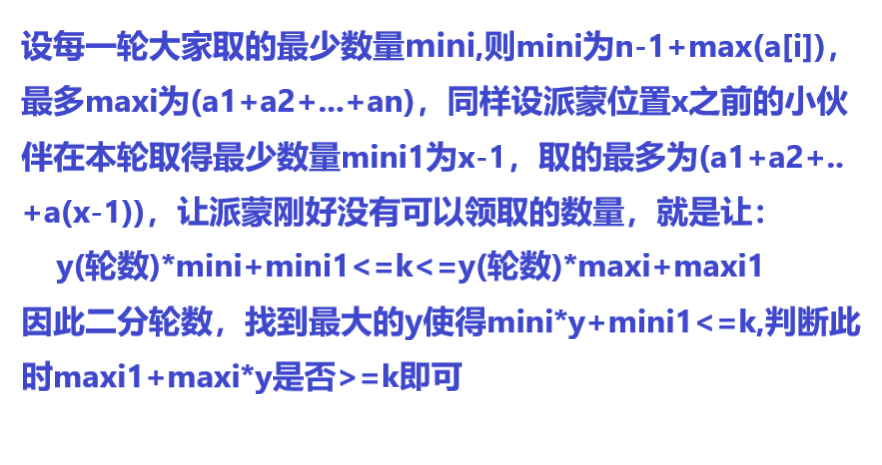 设每一轮大家取的最少数量mini,则mini为n-1+max(a[i])，
最多maxi为(a1+a2+...+an)，同样设派蒙位置x之前的小伙
伴在本轮取得最少数量mini1为x-1，取的最多为(a1+a2+..
+a(x-1))，让派蒙刚好没有可以领取的数量，就是让：
y(轮数)*mini+mini1<=k<=y(轮数)*maxi+maxi1
因此二分轮数，找到最大的y使得mini*y+mini1<=k,判断此
时maxi1+maxi*y是否>=k即可